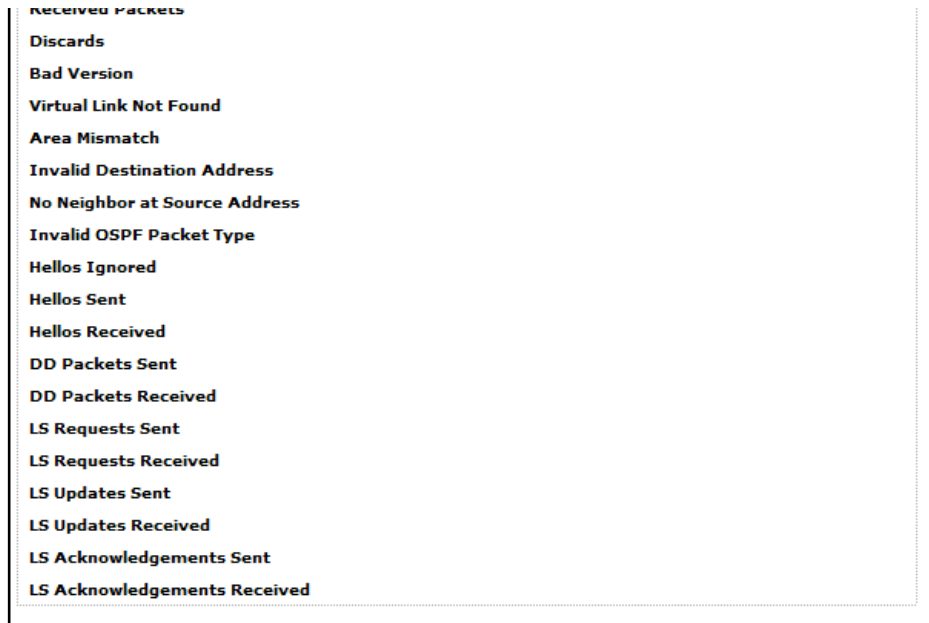 Received Packets
Discards
Bad Version
Virtual Link Not Found
Area Mismatch
Invalid Destination Address
No Neighbor at Source Address
Invalid OSPF Packet Type
Hellos Ignored
Hellos Sent
Hellos Received
DD Packets Sent
DD Packets Received
LS Requests Sent
LS Requests Received
LS Updates Sent
LS Updates Received
LS Acknowledgements Sent
LS Acknowledgements Received